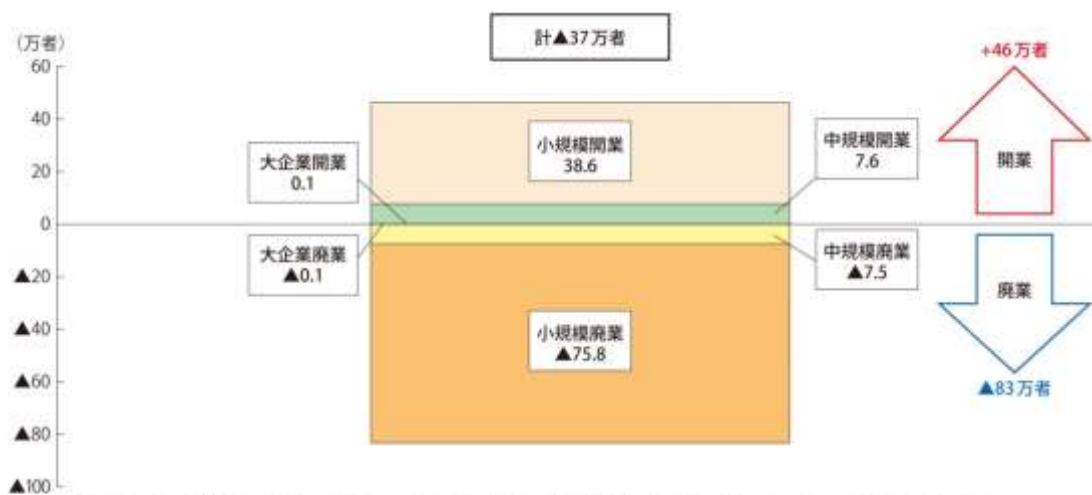 計▲37万者
(万者)
60
40
20
0
▲20
▲40
▲60
▲80
▲100
大企業開業
0.1
小規模開業
38.6
中規模開業
7.6
大企業廃業
▲0.1
中規模廃業
▲7.5
小規模廃業
▲75.8
+46万者
開業
廃業
▲83万者